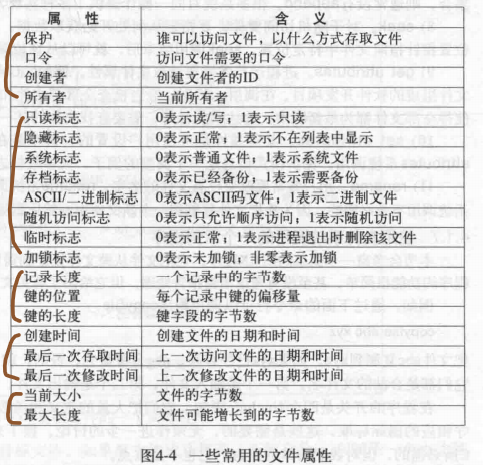 属 性 含 义
保护 谁可以访问文件，以什么方式存取文件
口令 访问文件需要的口令
创建者 创建文件者的ID
所有者 当前所有者
只读标志 0表示读/写；1表示只读
隐藏标志 0表示正常；1表示不在列表中显示
系统标志 0表示普通文件；1表示系统文件
存档标志 0表示已经备份；1表示需要备份
ASCII/二进制标志 0表示ASCII码文件；1表示二进制文件
随机访问标志 0表示只允许顺序访问；1表示随机访问
临时标志 0表示正常；1表示进程退出时删除该文件
加锁标志 0表示未加锁；非零表示加锁
记录长度 一个记录中的字节数
键的位置 每个记录中键的偏移量
键的长度 键字段的字节数
创建时间 创建文件的日期和时间
最后一次存取时间 上一次访问文件的日期和时间
最后一次修改时间 上一次修改文件的日期和时间
当前大小 文件的字节数
最大长度 文件可能增长到的字节数
图4-4 一些常用的文件属性